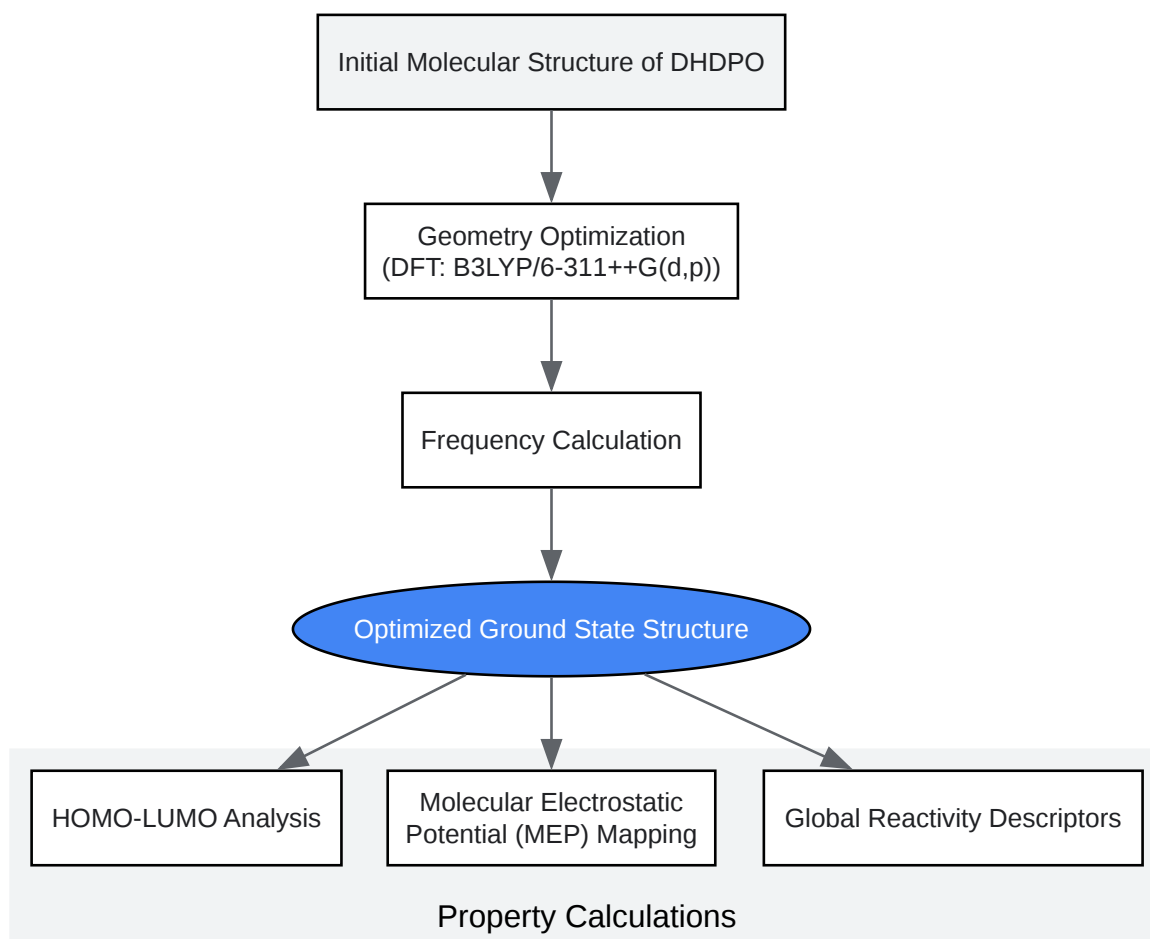 Initial Molecular Structure of DHDPO
Geometry Optimization
(DFT: B3LYP/6-311++G(d,p))
Frequency Calculation
Optimized Ground State Structure
HOMO-LUMO Analysis
Molecular Electrostatic
Potential (MEP) Mapping
Global Reactivity Descriptors
Property Calculations